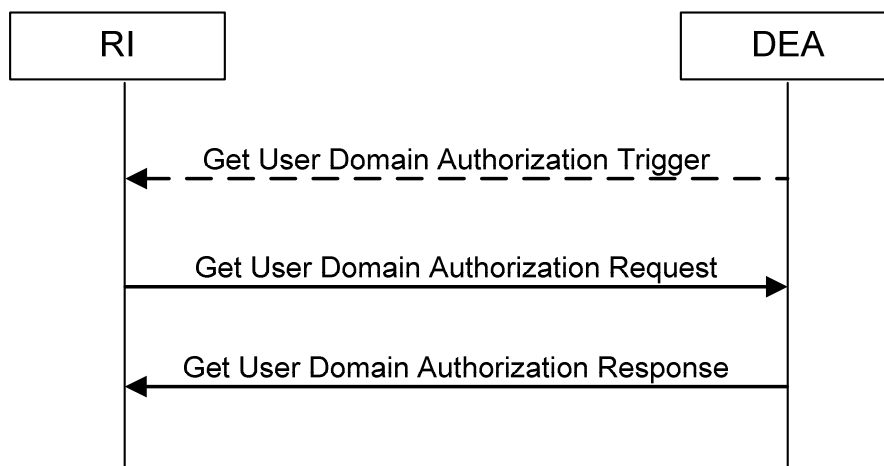 RI
DEA
Get User Domain Authorization Trigger
Get User Domain Authorization Request
Get User Domain Authorization Response